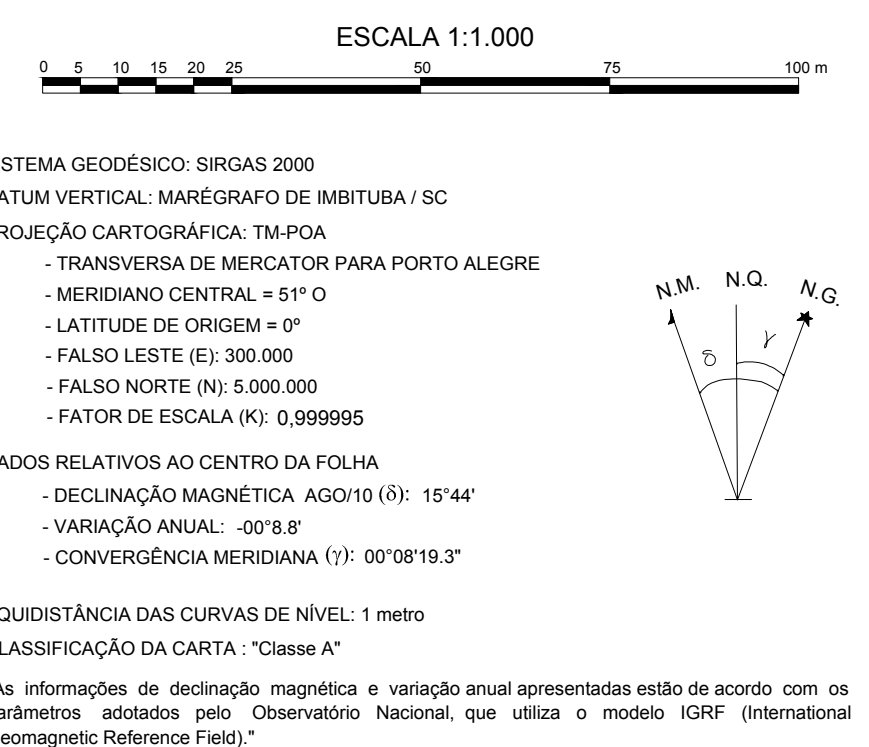 ESCALA 1:1.000
0 5 10 15 20 25 50 75 100 m
ISTEMA GEODÉSICO: SIRGAS 2000
ATUM VERTICAL: MARÉGRAFO DE IMBITUBA / SC
ROJEÇÃO CARTOGRÁFICA: TM-POA
- TRANSVERSA DE MERCATOR PARA PORTO ALEGRE
- MERIDIANO CENTRAL = 51º O
- LATITUDE DE ORIGEM = 0º
- FALSO LESTE (E): 300.000
- FALSO NORTE (N): 5.000.000
- FATOR DE ESCALA (K): 0,999995
N.M. N.Q. N.G.
δ γ
ADOS RELATIVOS AO CENTRO DA FOLHA
- DECLINAÇÃO MAGNÉTICA AGO/10 (δ): 15°44'
- VARIAÇÃO ANUAL: -00°8.8'
- CONVERGÊNCIA MERIDIANA (γ): 00°08'19.3"
QUIDISTÂNCIA DAS CURVAS DE NÍVEL: 1 metro
LASSIFICAÇÃO DA CARTA : "Classe A"
As informações de declinação magnética e variação anual apresentadas estão de acordo com os
arâmetros adotados pelo Observatório Nacional, que utiliza o modelo IGRF (International
eomagnetic Reference Field)."